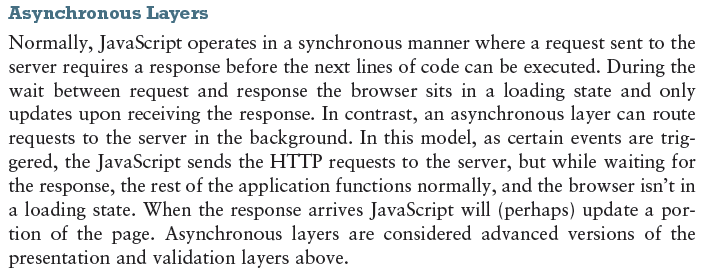 Asynchronous Layers
Normally, JavaScript operates in a synchronous manner where a request sent to the
server requires a response before the next lines of code can be executed. During the
wait between request and response the browser sits in a loading state and only
updates upon receiving the response. In contrast, an asynchronous layer can route
requests to the server in the background. In this model, as certain events are trig-
gered, the JavaScript sends the HTTP requests to the server, but while waiting for
the response, the rest of the application functions normally, and the browser isn't in
a loading state. When the response arrives JavaScript will (perhaps) update a por-
tion of the page. Asynchronous layers are considered advanced versions of the
presentation and validation layers above.